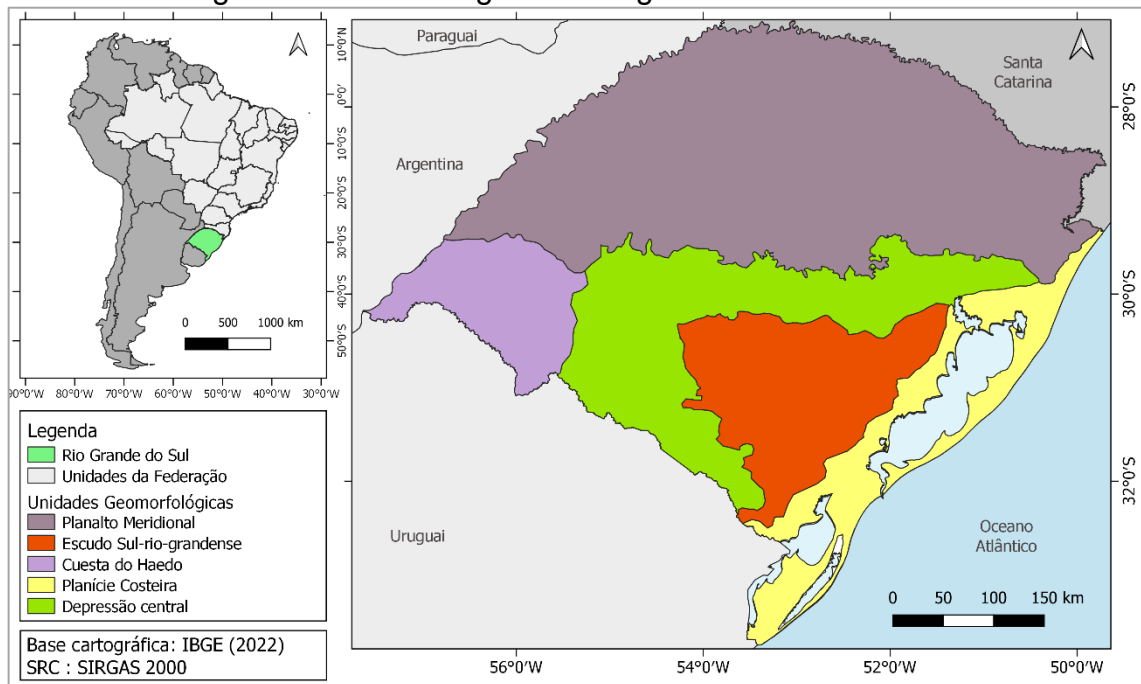 10°0'N
0°0'
10°0'S
20°0'S
30°0'S
40°0'S
50°0'S
0 500 1000 km
90°0'W 80°0'W 70°0'W 60°0'W 50°0'W 40°0'W 30°0'W
Legenda
Rio Grande do Sul
Unidades da Federação
Unidades Geomorfológicas
Planalto Meridional
Escudo Sul-rio-grandense
Cuesta do Haedo
Planície Costeira
Depressão central
Base cartográfica: IBGE (2022)
SRC : SIRGAS 2000
Paraguai
Santa
Catarina
Argentina
Uruguai
Oceano
Atlântico
28°0'S
30°0'S
32°0'S
0 50 100 150 km
56°0'W 54°0'W 52°0'W 50°0'W